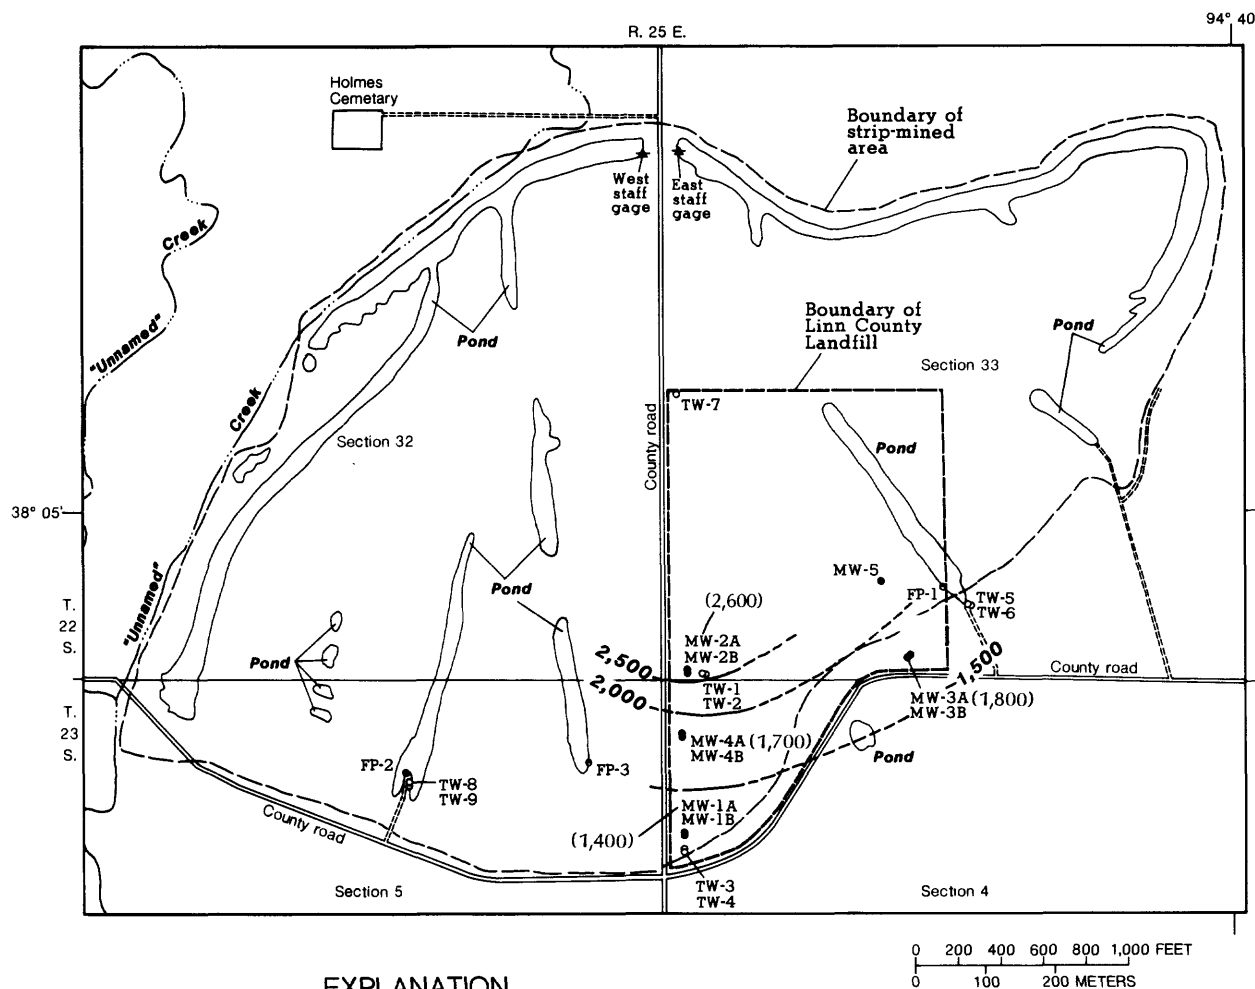 R. 25 E.
94° 40
Holmes
Cemetary
Boundary of
strip-mined
area
West
staff
gage
East
staff
gage
Creek
"Unnamed"
Pond
Boundary of
Linn County
Landfill
Pond
Section 33
Creek
TW-7
County road
Section 32
Pond
38° 05'
"Unnamed"
MW-5
FP-1
TW-5
TW-6
Pond
T.
22
S.
(2,600)
MW-2A
MW-2B
2,500
2,000
TW-1
TW-2
1,500
County road
Pond
T.
23
S.
MW-3A (1,800)
MW-3B
MW-4A (1,700)
MW-4B
Pond
FP-2
FP-3
TW-8
TW-9
County road
MW-1A
MW-1B
(1,400)
TW-3
TW-4
Section 5
Section 4
0 200 400 600 800 1,000 FEET
0 100 200 METERS
EXPLANATION